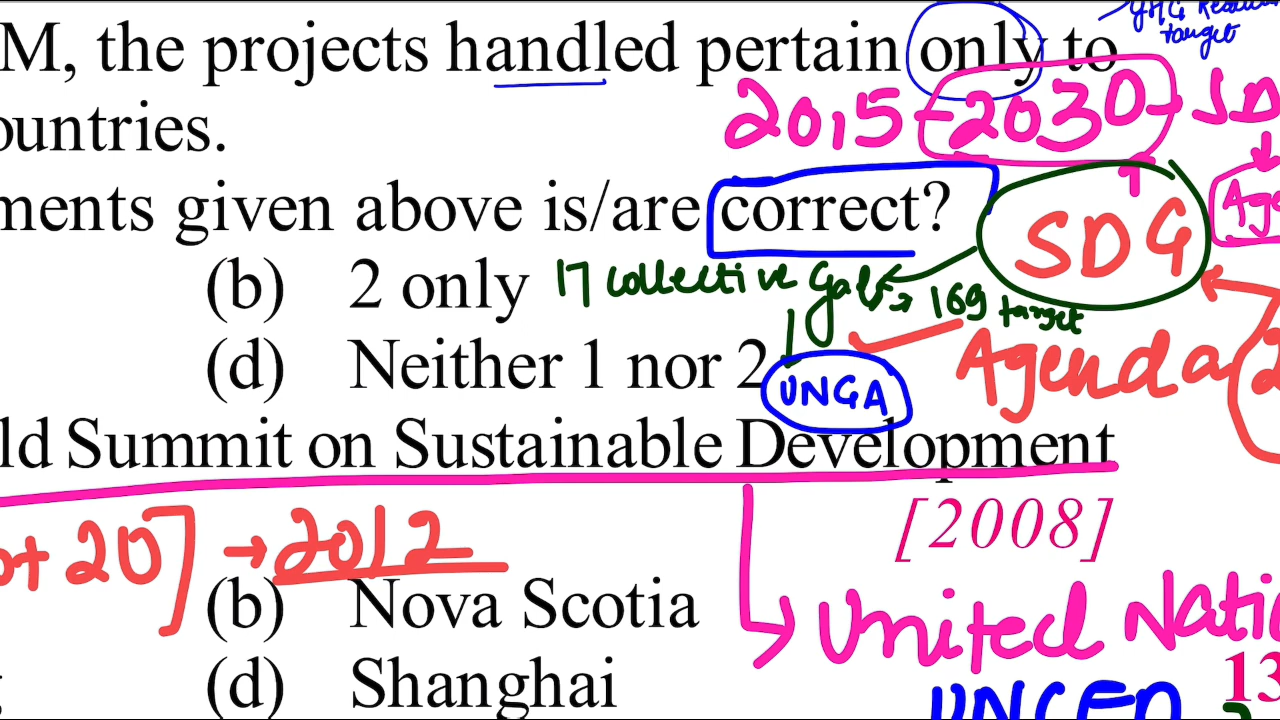 M, the projects handled pertain only to
target
ountries.
2015-2030-SD
ments given above is/are correct?
SDG
(b) 2 only
17 collective
169 target
(d) Neither 1 nor 2
UNGA
Agenda
ld Summit on Sustainable Development
+20] → 2012
[2008]
(b) Nova Scotia
United Nati
(d) Shanghai
13
UNCED